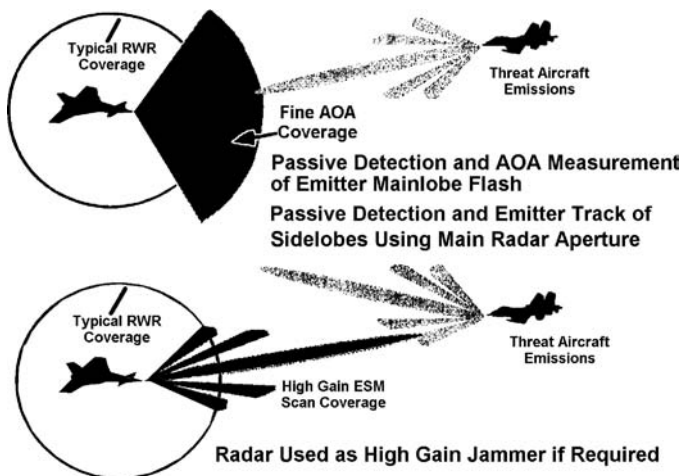 Typical RWR
Coverage
Threat Aircraft
Emissions
Fine AOA
Coverage
Passive Detection and AOA Measurement
of Emitter Mainlobe Flash
Passive Detection and Emitter Track of
Sidelobes Using Main Radar Aperture
Typical RWR
Coverage
Threat Aircraft
Emissions
High Gain ESM
Scan Coverage
Radar Used as High Gain Jammer if Required